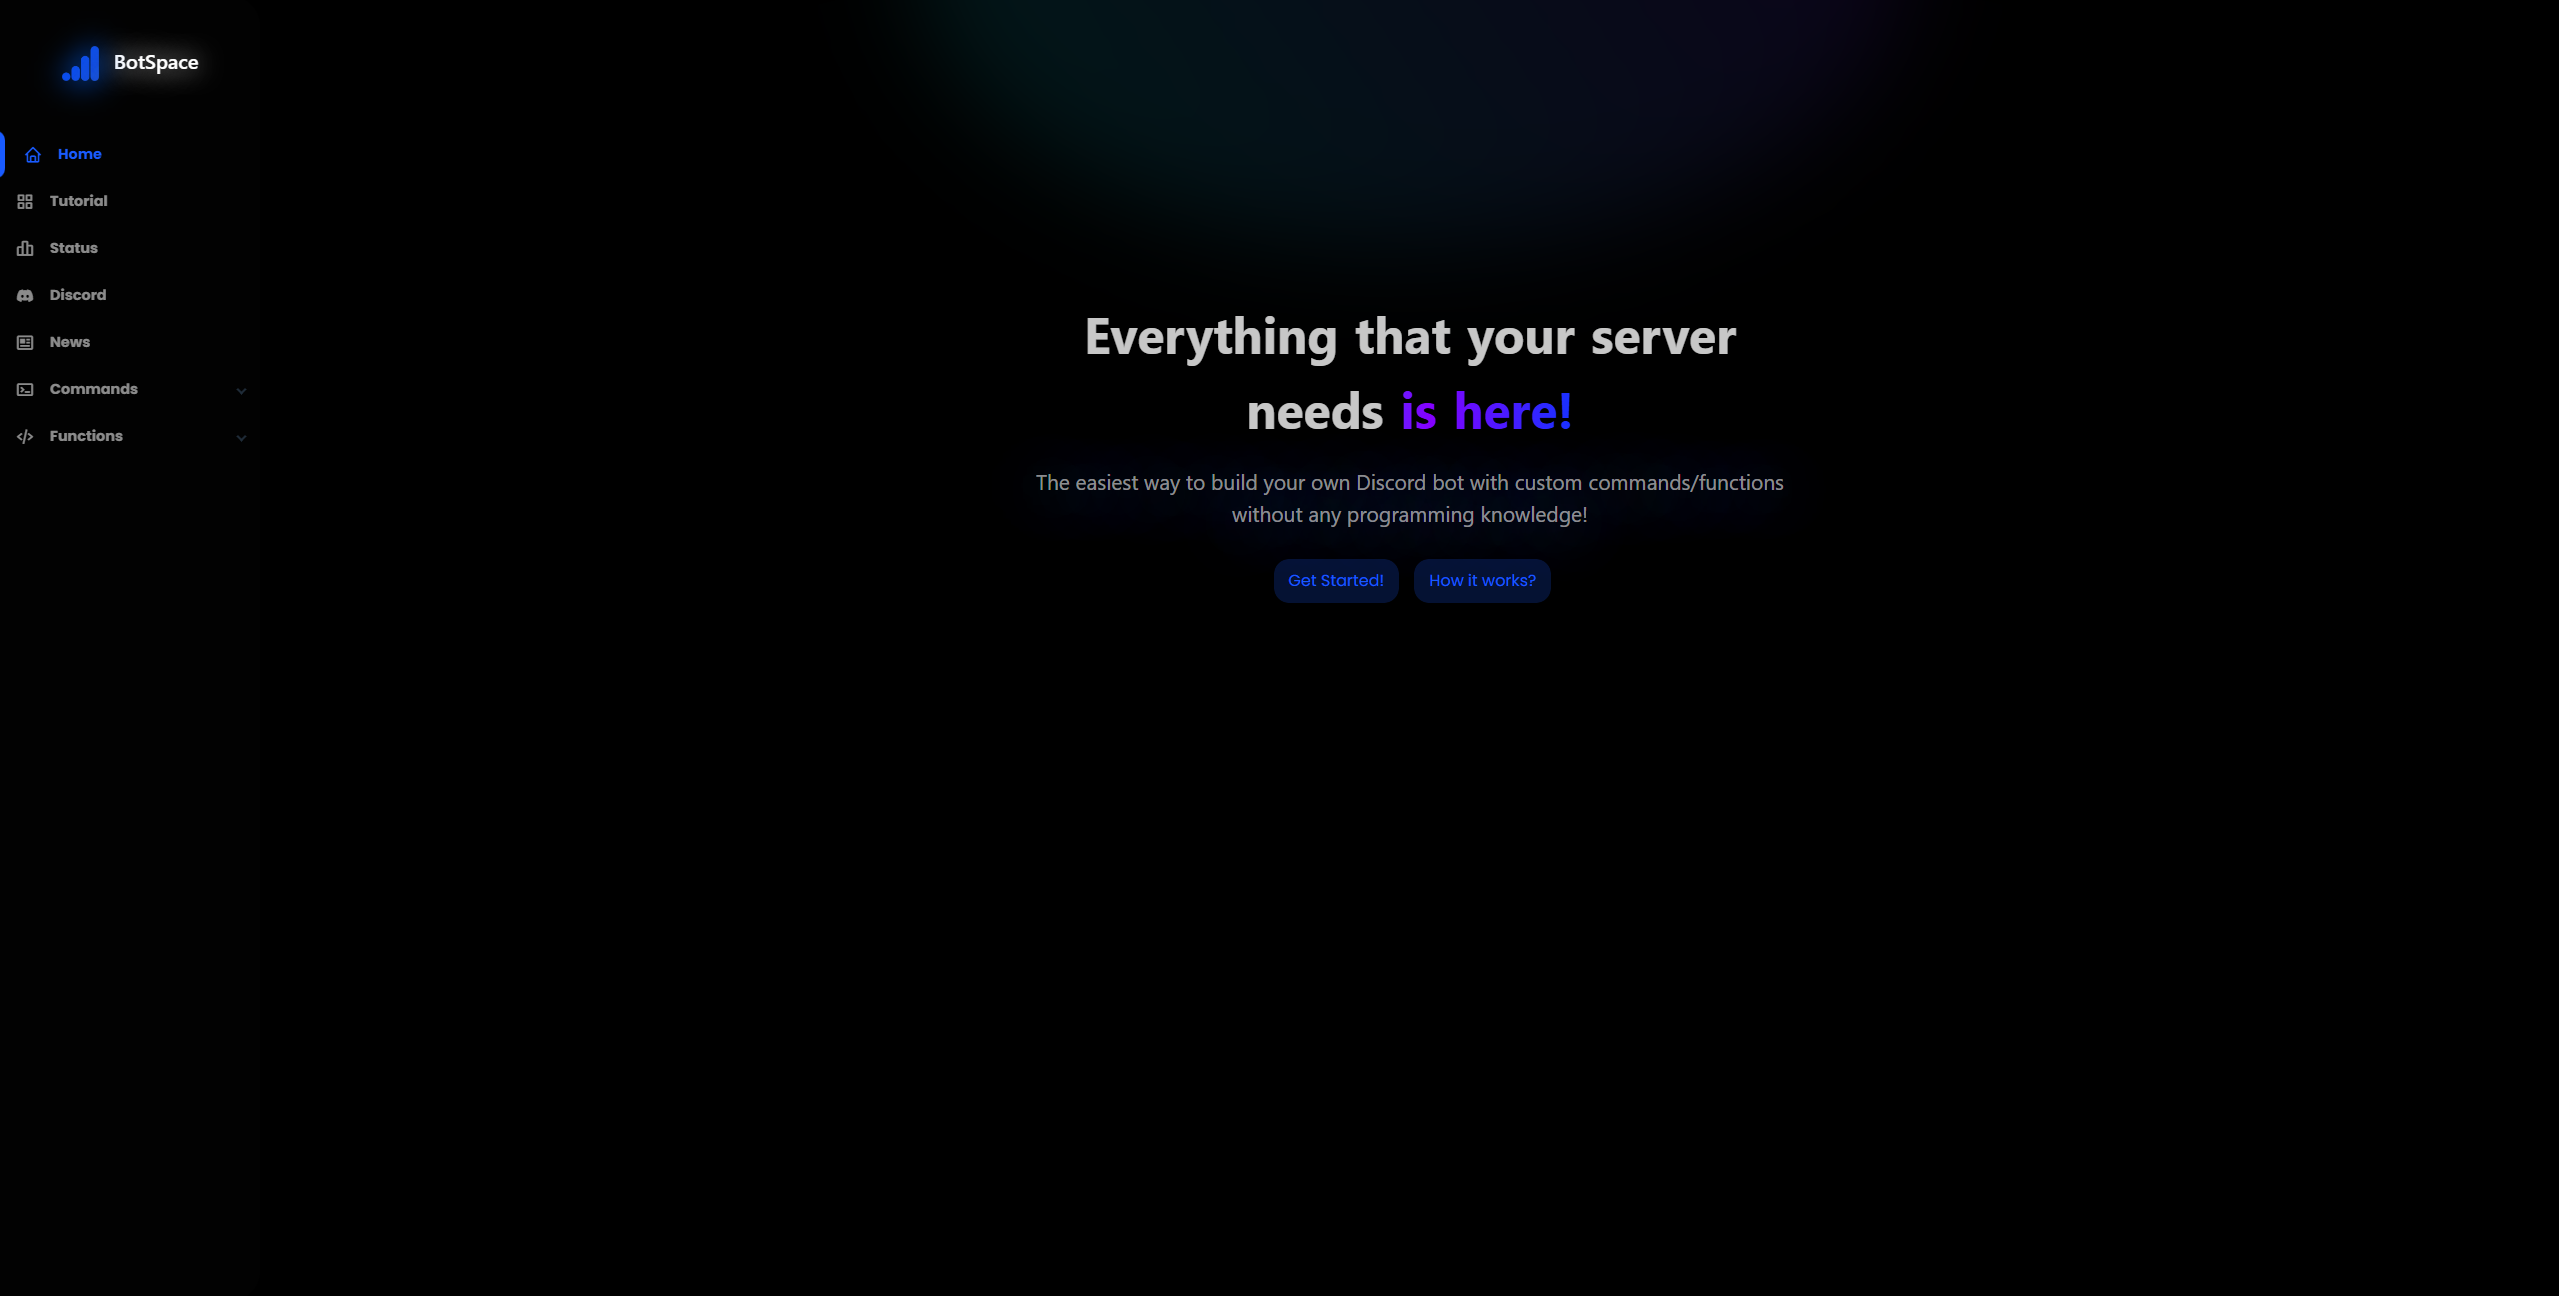 BotSpace
Home
Tutorial
Status
Discord
News
Commands
Functions
Everything that your server
needs is here!
The easiest way to build your own Discord bot with custom commands/functions
without any programming knowledge!
Get Started!
How it works?